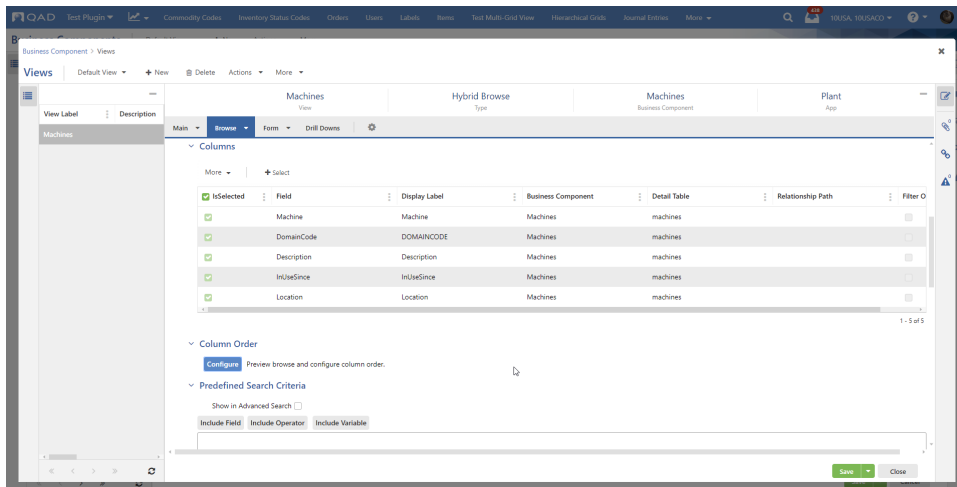 QAD Test Plugin Commodity Codes Inventory Status Codes Orders Users Labels Items Test Multi-Grid View Hierarchical Grids Journal Entries More 10USA, 10USACO
Business Component > Views
Views Default View + New Delete Actions More
View Label Description
Machines
Machines Hybrid Browse Machines Plant
View Type Business Component App
Main Browse Form Drill Downs
Columns
More + Select
IsSelected Field Display Label Business Component Detail Table Relationship Path Filter O
Machine Machine Machines machines
DomainCode DOMAINCODE Machines machines
Description Description Machines machines
InUseSince InUseSince Machines machines
Location Location Machines machines
1 - 5 of 5
Column Order
Configure Preview browse and configure column order.
Predefined Search Criteria
Show in Advanced Search
Include Field Include Operator Include Variable
Save Close